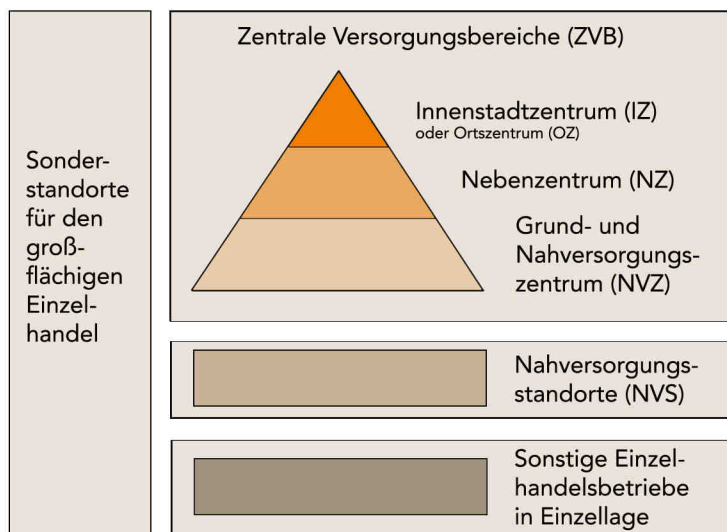 Sonder-
standorte
für den
groß-
flächigen
Einzel-
handel
Zentrale Versorgungsbereiche (ZVB)
Innenstadtzentrum (IZ)
oder Ortszentrum (OZ)
Nebenzentrum (NZ)
Grund- und
Nahversorgungs-
zentrum (NVZ)
Nahversorgungs-
standorte (NVS)
Sonstige Einzel-
handelsbetriebe
in Einzellage